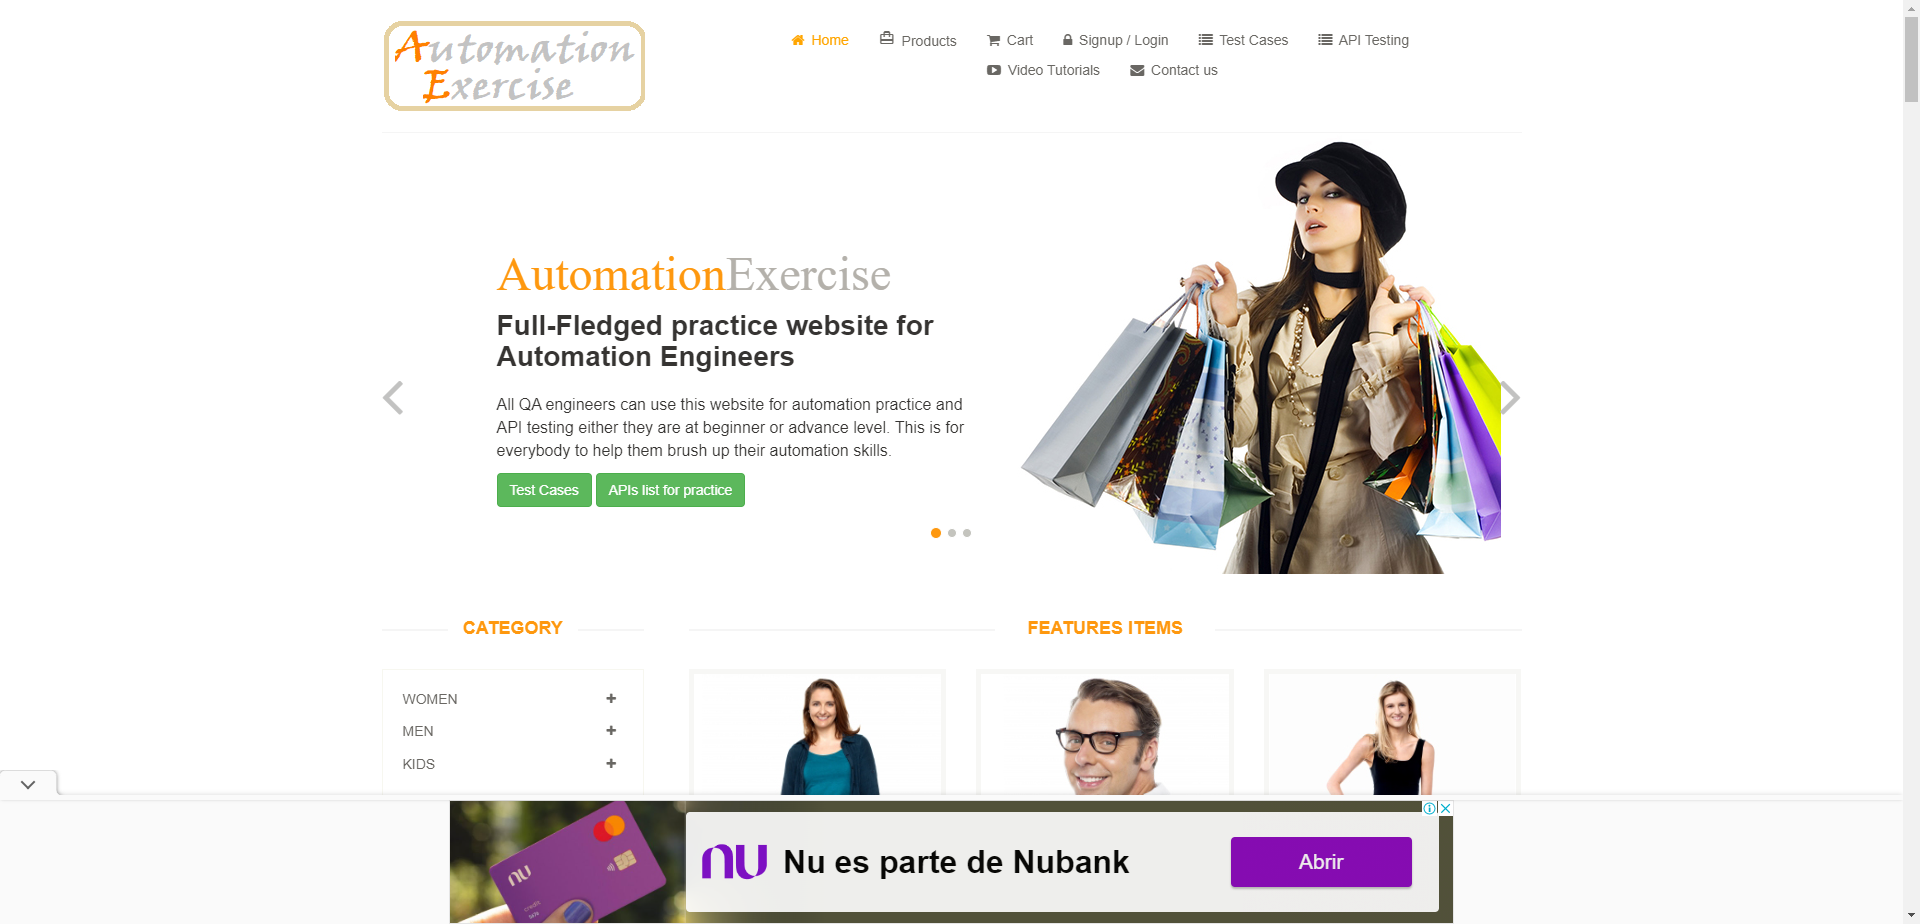 Automation
Exercise
Home
Products
Cart
Signup / Login
Test Cases
API Testing
Video Tutorials
Contact us
AutomationExercise
Full-Fledged practice website for
Automation Engineers
All QA engineers can use this website for automation practice and
API testing either they are at beginner or advance level. This is for
everybody to help them brush up their automation skills.
Test Cases
APIs list for practice
CATEGORY
FEATURES ITEMS
WOMEN
MEN
KIDS
nu
credit
nu
Nu es parte de Nubank
Abrir